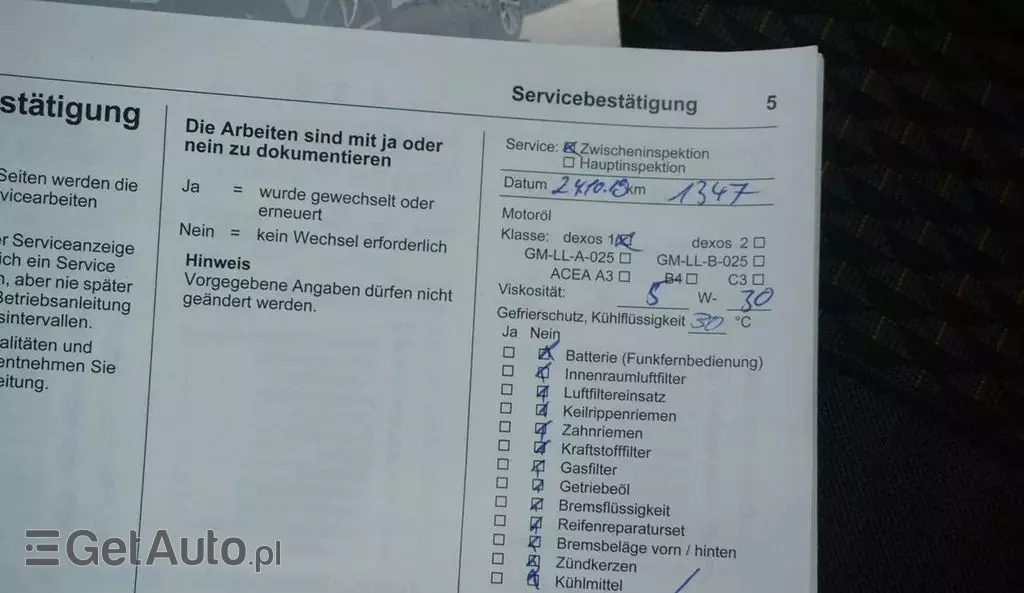 Servicebestätigung 5
stätigung
Seiten werden die
vicearbeiten
r Serviceanzeige
ich ein Service
n, aber nie später
Betriebsanleitung
sintervallen.
alitäten und
entnehmen Sie
eitung.
Die Arbeiten sind mit ja oder
nein zu dokumentieren
Ja = wurde gewechselt oder
erneuert
Nein = kein Wechsel erforderlich
Hinweis
Vorgegebene Angaben dürfen nicht
geändert werden.
Service: ☒ Zwischeninspektion
☐ Hauptinspektion
Datum 24.10.19 km 1347
Motoröl
Klasse: dexos 1 ☒ dexos 2 ☐
GM-LL-A-025 ☐ GM-LL-B-025 ☐
ACEA A3 ☐ B4 ☐ C3 ☐
Viskosität: 5 W- 30
Gefrierschutz, Kühlflüssigkeit 30 °C
Ja Nein
☐ ☒ Batterie (Funkfernbedienung)
☐ ☒ Innenraumluftfilter
☐ ☒ Luftfiltereinsatz
☐ ☒ Keilrippenriemen
☐ ☒ Zahnriemen
☐ ☒ Kraftstofffilter
☐ ☒ Gasfilter
☐ ☒ Getriebeöl
☐ ☒ Bremsflüssigkeit
☐ ☒ Reifenreparaturset
☐ ☒ Bremsbeläge vorn / hinten
☐ ☒ Zündkerzen
☐ ☒ Kühlmittel
GetAuto.pl